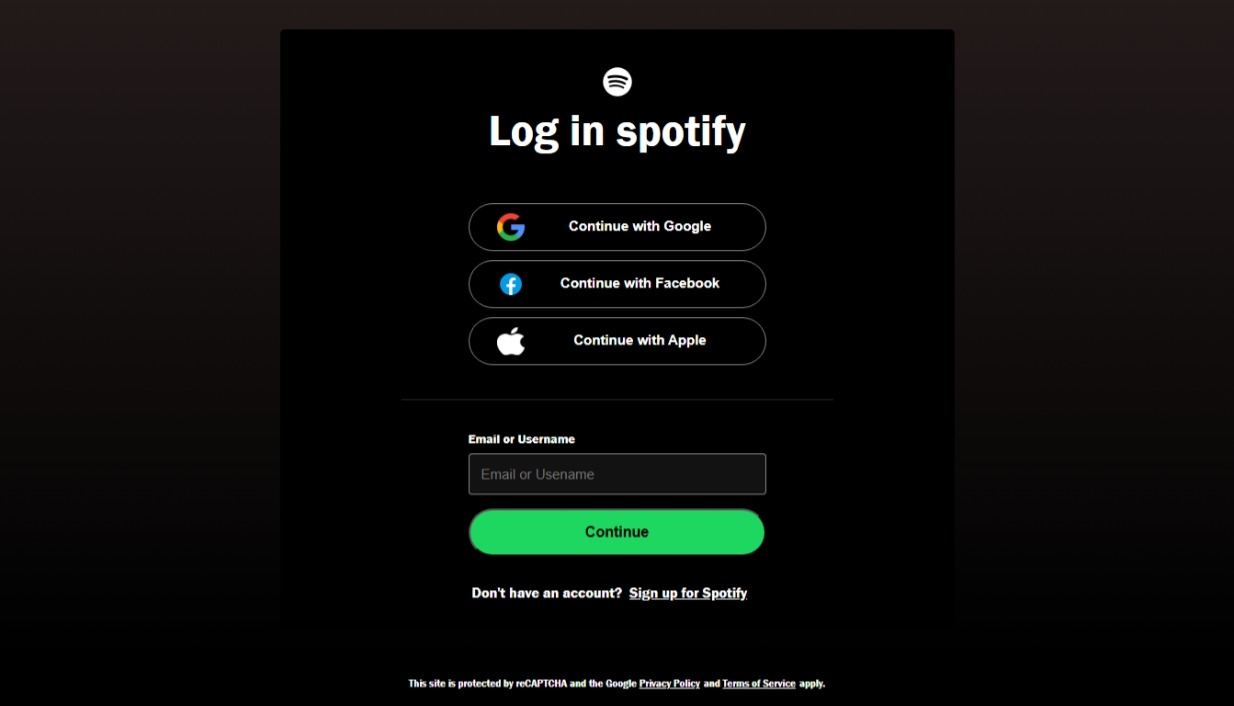 Log in spotify
Continue with Google
Continue with Facebook
Continue with Apple
Email or Username
Email or Usename
Continue
Don't have an account? Sign up for Spotify
This site is protected by reCAPTCHA and the Google Privacy Policy and Terms of Service apply.